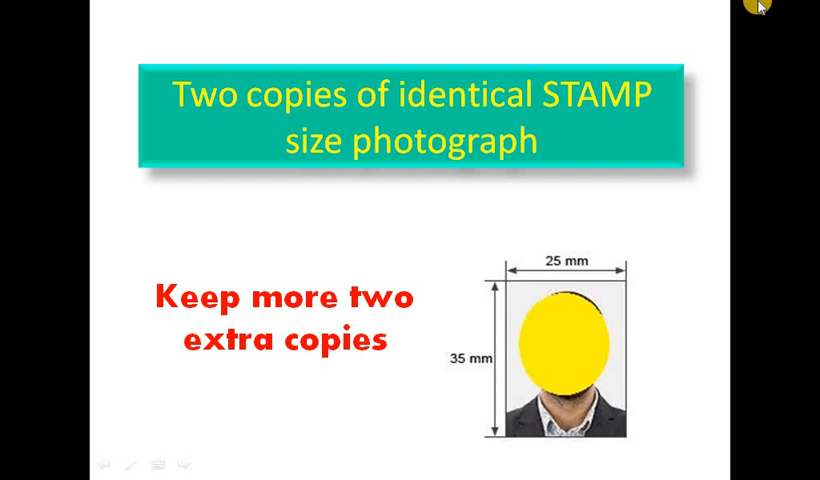 Two copies of identical STAMP
size photograph
25 mm
Keep more two
extra copies
35 mm